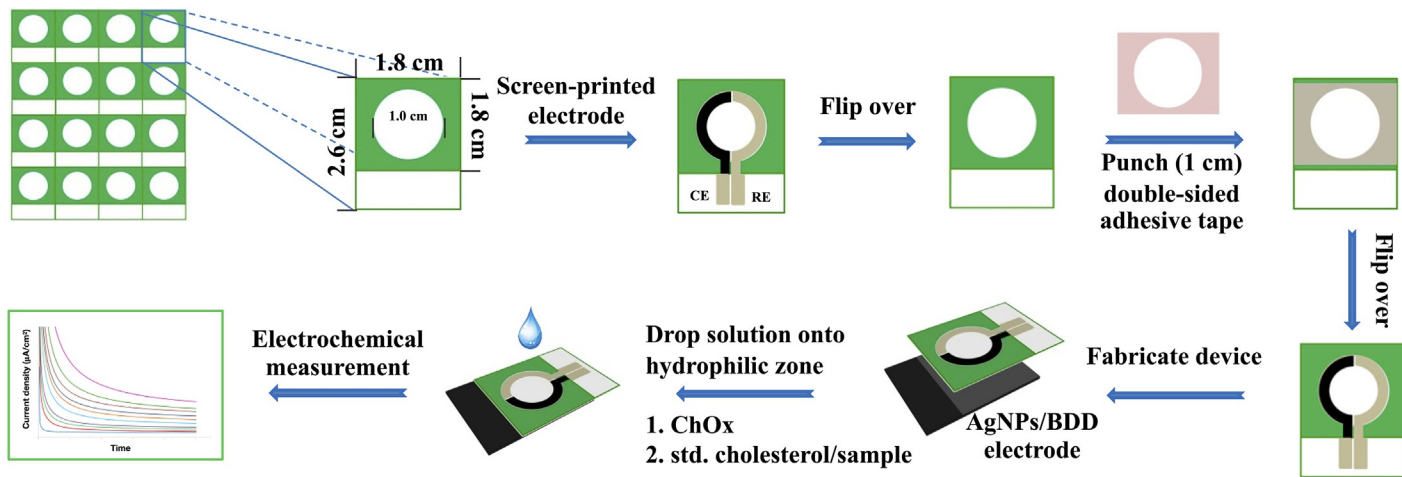 1.8 cm
1.0 cm
2.6 cm
1.8 cm
Screen-printed
electrode
CE
RE
Flip over
Punch (1 cm)
double-sided
adhesive tape
Flip over
Fabricate device
AgNPs/BDD
electrode
Drop solution onto
hydrophilic zone
1. ChOx
2. std. cholesterol/sample
Electrochemical
measurement
Current density (µA/cm²)
Time